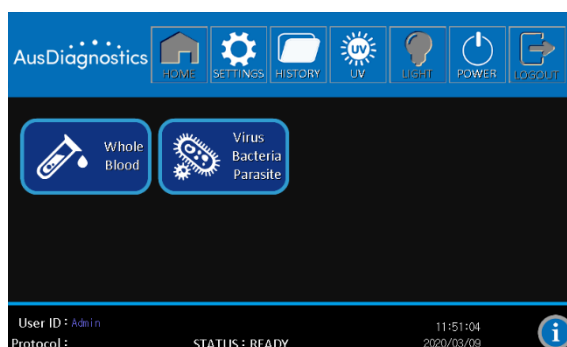 AusDiagnostics
HOME SETTINGS HISTORY UV LIGHT POWER LOGOUT
UV
Whole
Blood
Virus
Bacteria
Parasite
User ID : Admin
11:51:04
Protocol :
STATUS : READY
2020/03/09
i